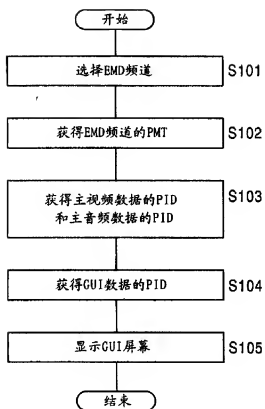 开始
选择EMD频道
S101
获得EMD频道的PMT
S102
获得主视频数据的PID
和主音频数据的PID
S103
获得GUI数据的PID
S104
显示GUI屏幕
S105
结束